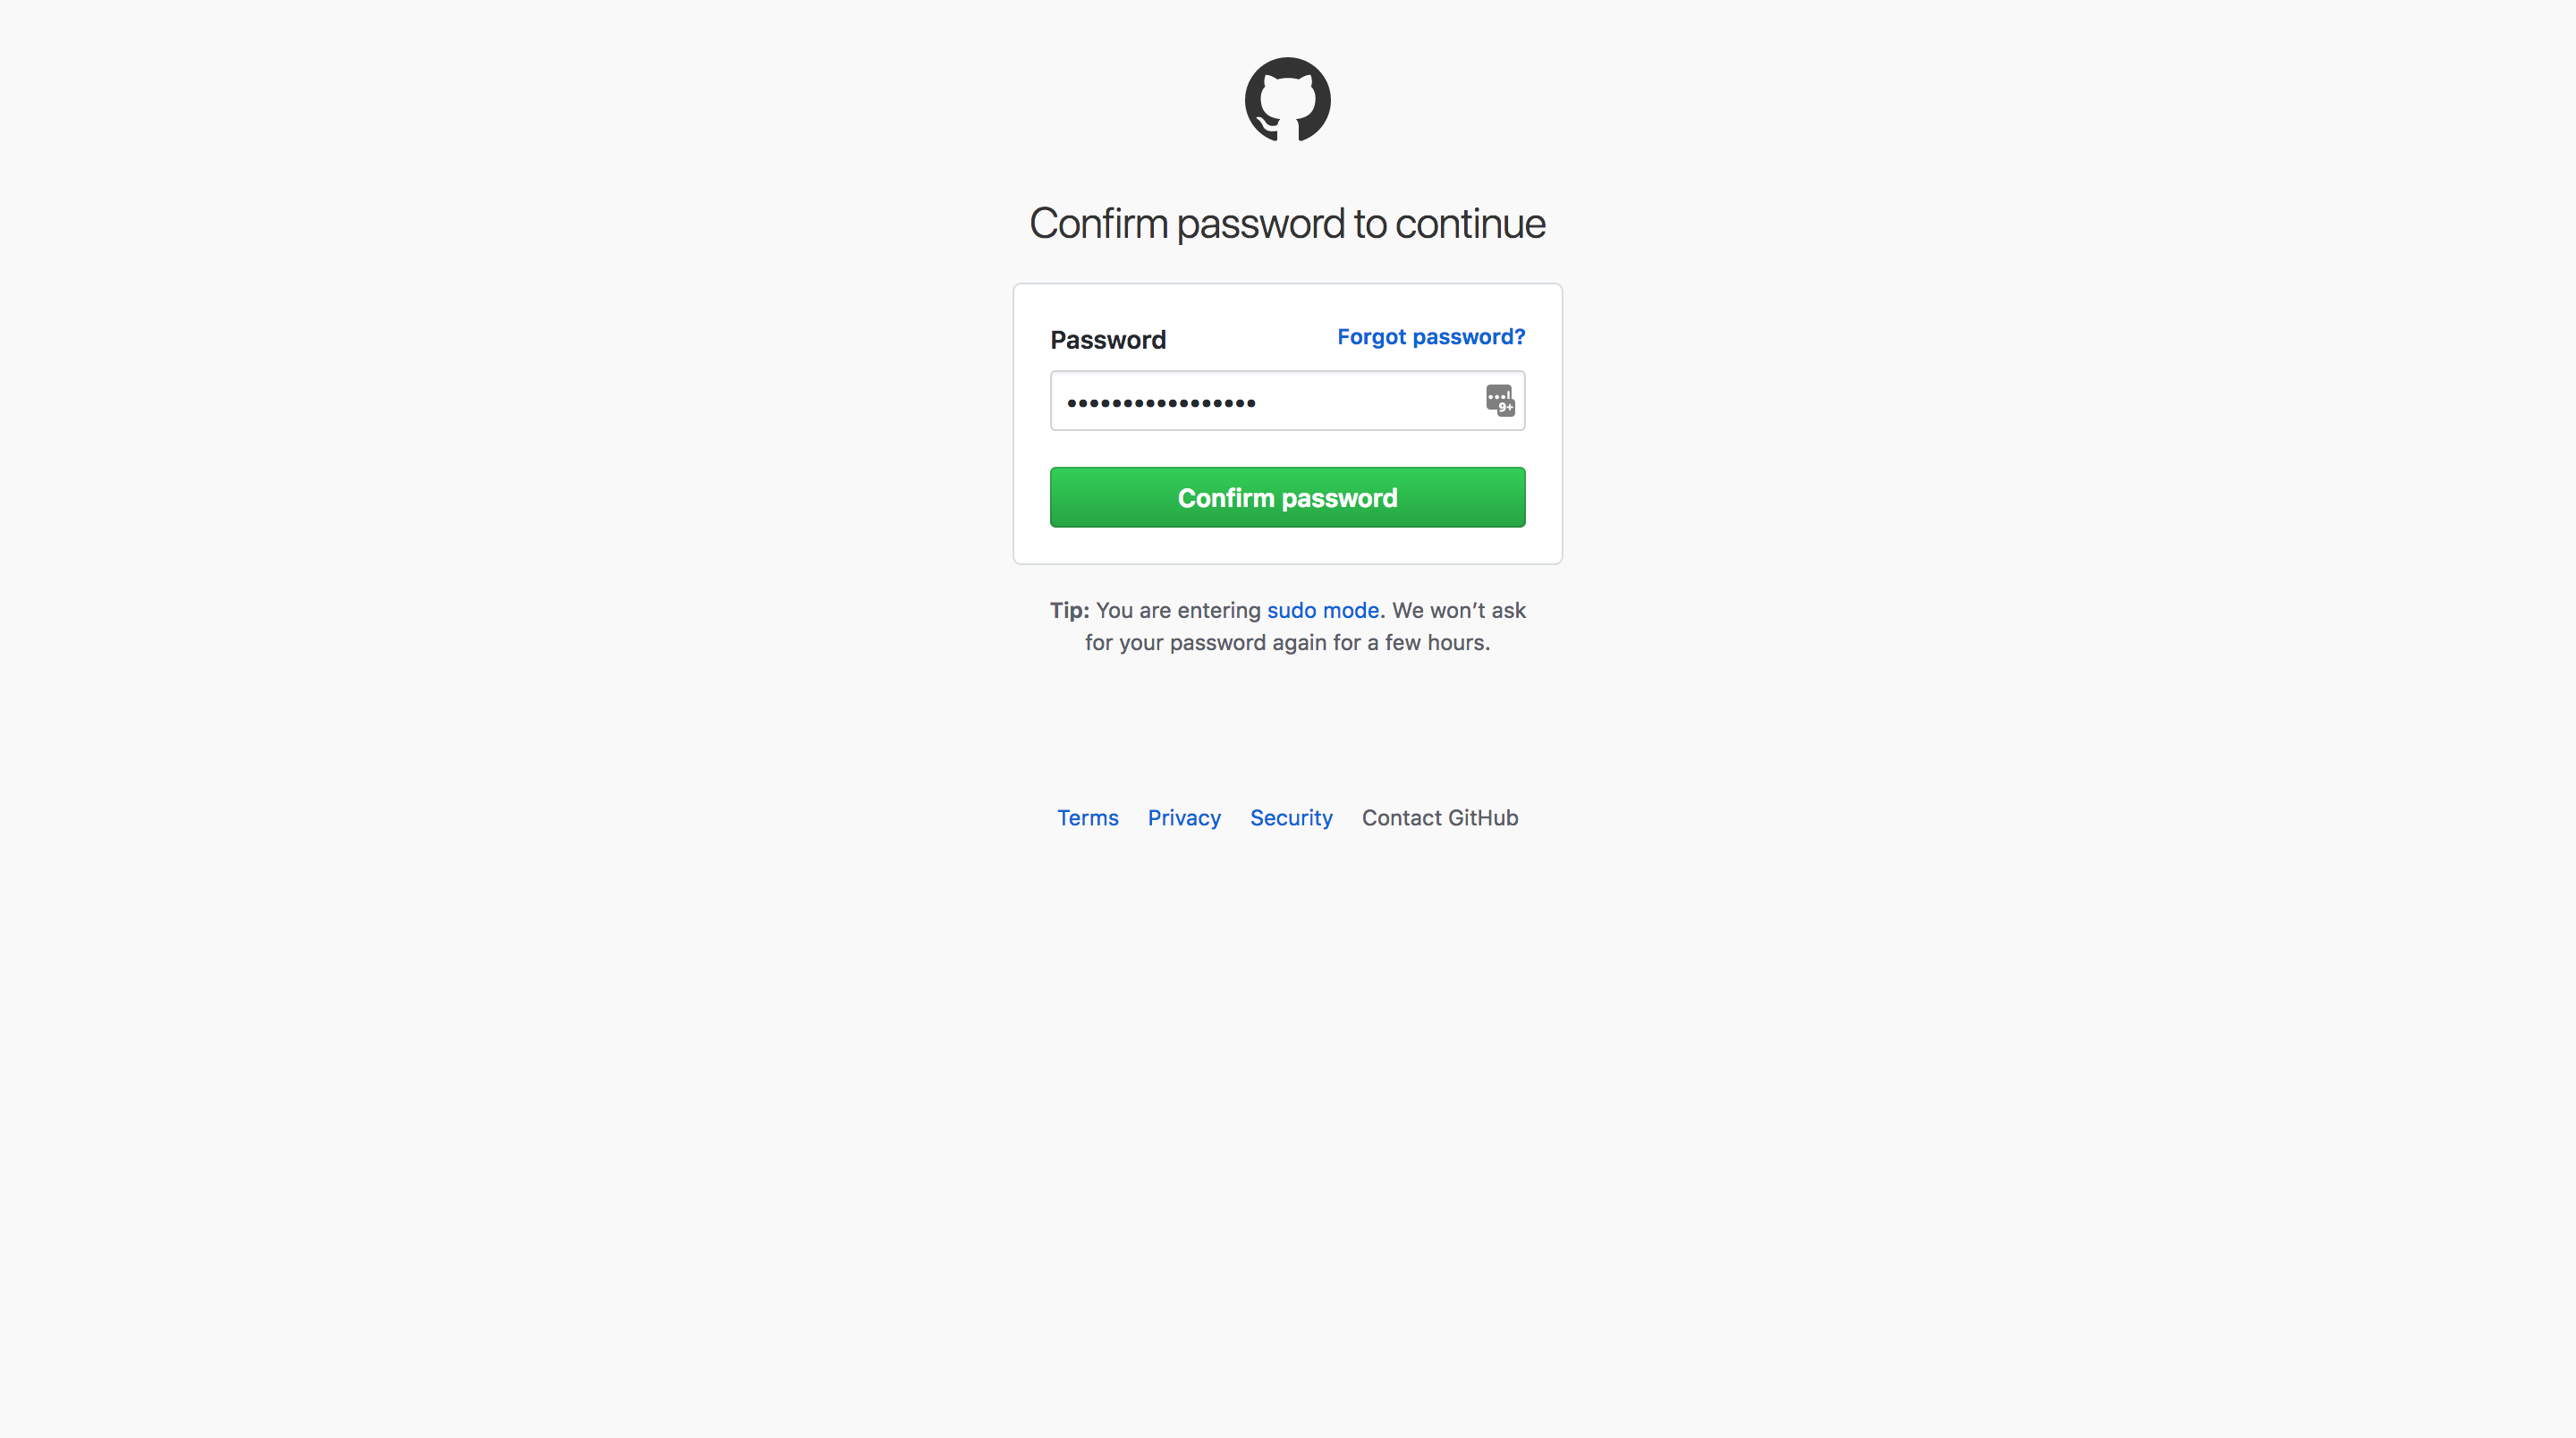 Confirm password to continue
Password
Forgot password?
•••••••••••••••••
9+
Confirm password
Tip: You are entering sudo mode. We won’t ask
for your password again for a few hours.
Terms Privacy Security Contact GitHub